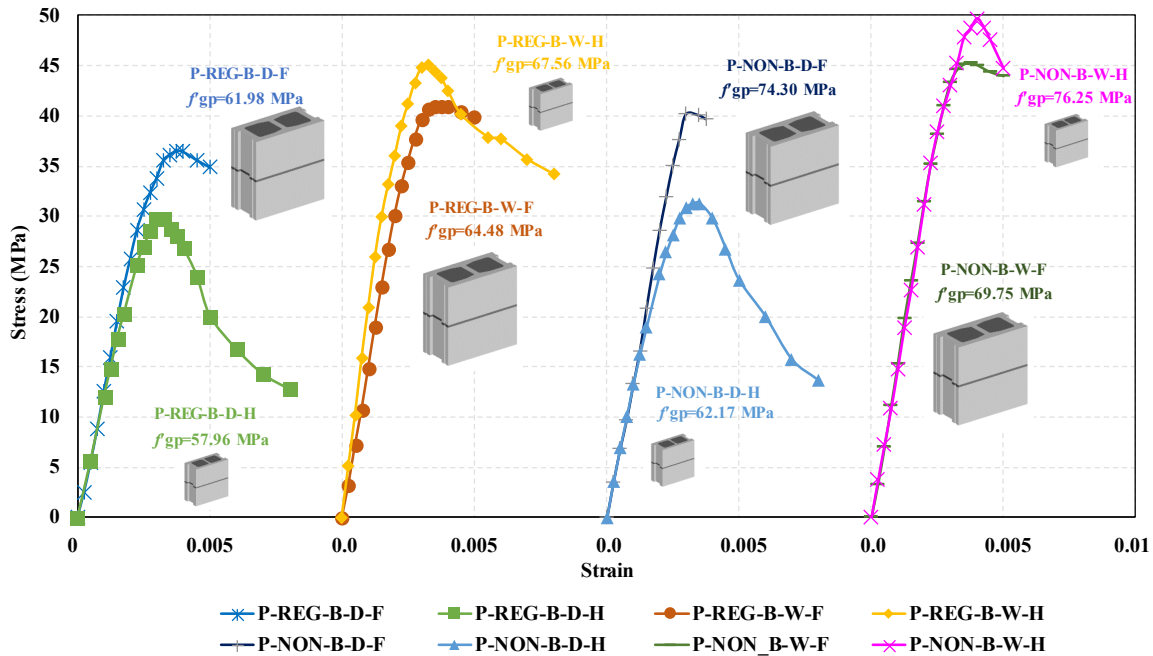 50
45
40
35
30
25
20
15
10
5
0
Stress (MPa)
P-REG-B-D-F
f'gp=61.98 MPa
P-REG-B-W-H
f'gp=67.56 MPa
P-NON-B-D-F
f'gp=74.30 MPa
P-NON-B-W-H
f'gp=76.25 MPa
P-REG-B-W-F
f'gp=64.48 MPa
P-NON-B-W-F
f'gp=69.75 MPa
P-REG-B-D-H
f'gp=57.96 MPa
P-NON-B-D-H
f'gp=62.17 MPa
0 0.005 0.0 0.005 0.0 0.005 0.0 0.005 0.01
Strain
P-REG-B-D-F P-REG-B-D-H P-REG-B-W-F P-REG-B-W-H
P-NON-B-D-F P-NON-B-D-H P-NON_B-W-F P-NON-B-W-H